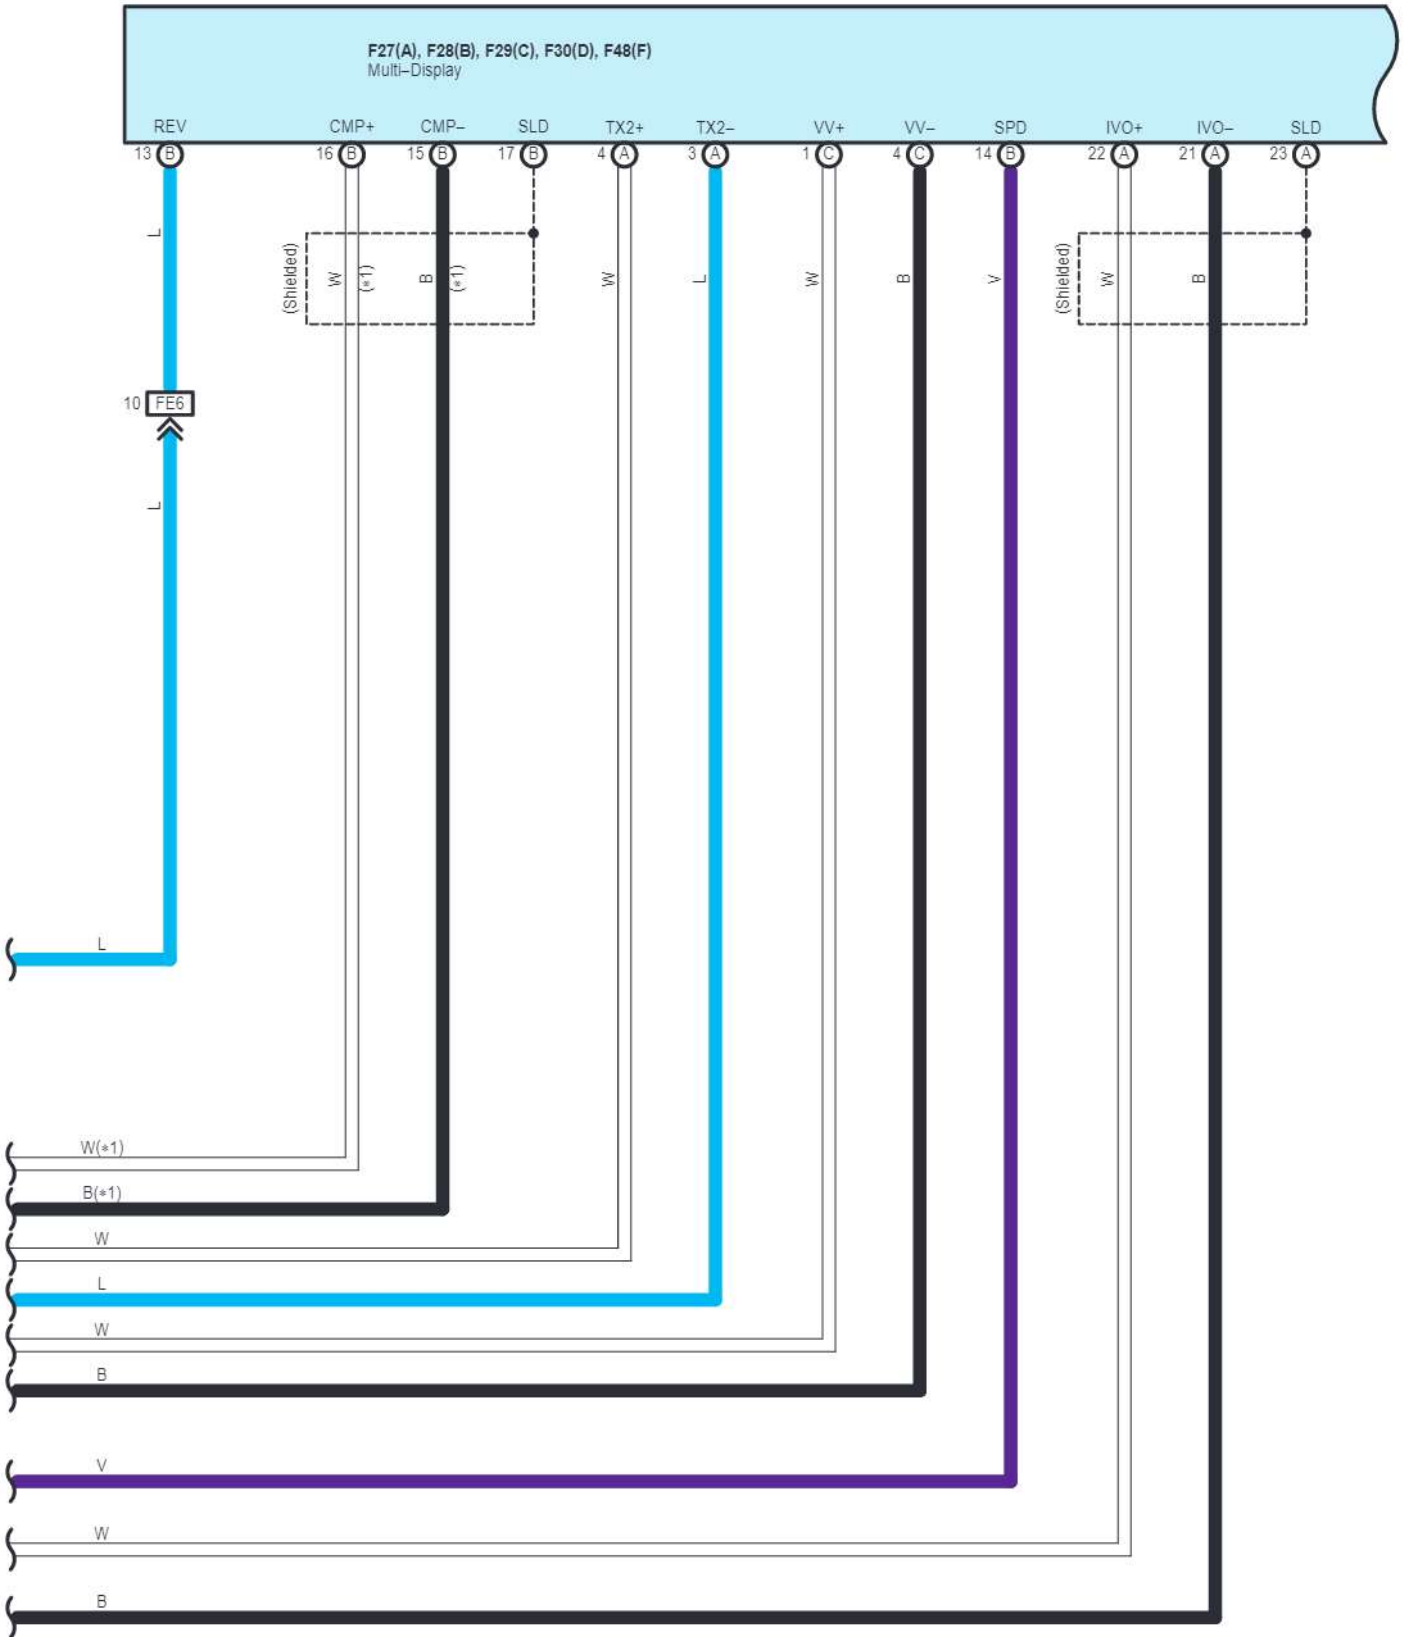 F27(A), F28(B), F29(C), F30(D), F48(F)
Multi–Display
REV CMP+ CMP– SLD TX2+ TX2– VV+ VV– SPD IVO+ IVO– SLD
13 B 16 B 15 B 17 B 4 A 3 A 1 C 4 C 14 B 22 A 21 A 23 A
L (Shielded) W (*1) B (*1) W L W B V (Shielded) W B
10 FE6
L
L
W(*1)
B(*1)
W
L
W
B
V
W
B